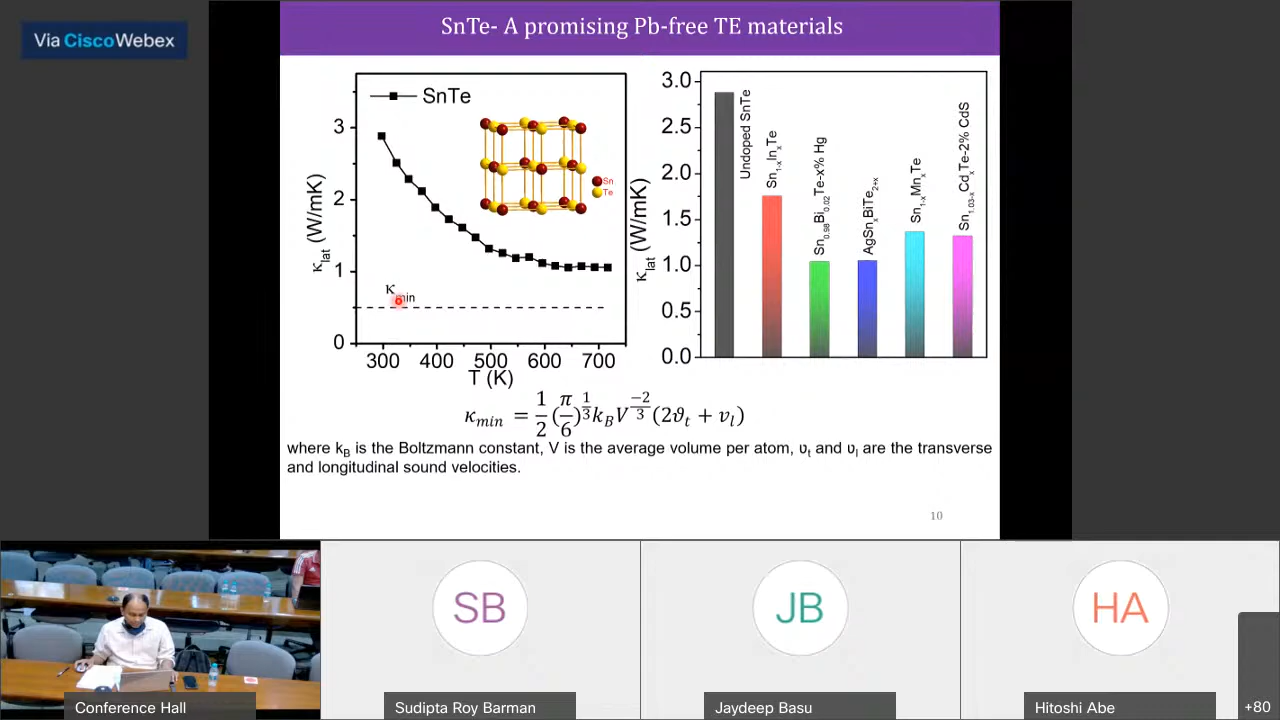 Via Cisco Webex
SnTe- A promising Pb-free TE materials
SnTe
Sn
Te
κlat (W/mK)
3
2
1
0
κmin
300 400 500 600 700
T (K)
κlat (W/mK)
3.0
2.5
2.0
1.5
1.0
0.5
0.0
Undoped SnTe
Sn1-xInxTe
Sn0.98Bi0.02Te-x% Hg
AgSnxBiTe2+x
Sn1-xMnxTe
Sn1.03-xCdxTe-2% CdS
κmin = 1/2 (π/6)^1/3 kB V^-2/3 (2ϑt + υl)
where kB is the Boltzmann constant, V is the average volume per atom, υt and υl are the transverse
and longitudinal sound velocities.
10
SB
JB
HA
Conference Hall
Sudipta Roy Barman
Jaydeep Basu
Hitoshi Abe
+80